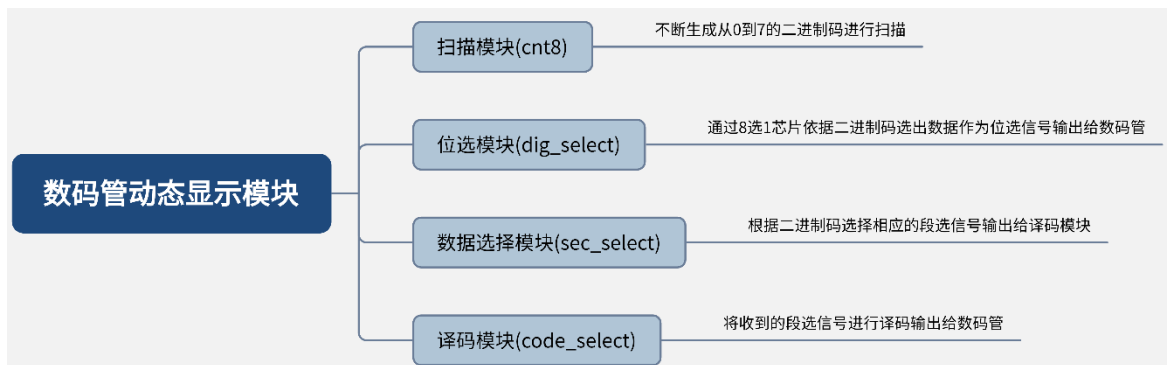 数码管动态显示模块
扫描模块(cnt8)
不断生成从0到7的二进制码进行扫描
位选模块(dig_select)
通过8选1芯片依据二进制码选出数据作为位选信号输出给数码管
数据选择模块(sec_select)
根据二进制码选择相应的段选信号输出给译码模块
译码模块(code_select)
将收到的段选信号进行译码输出给数码管